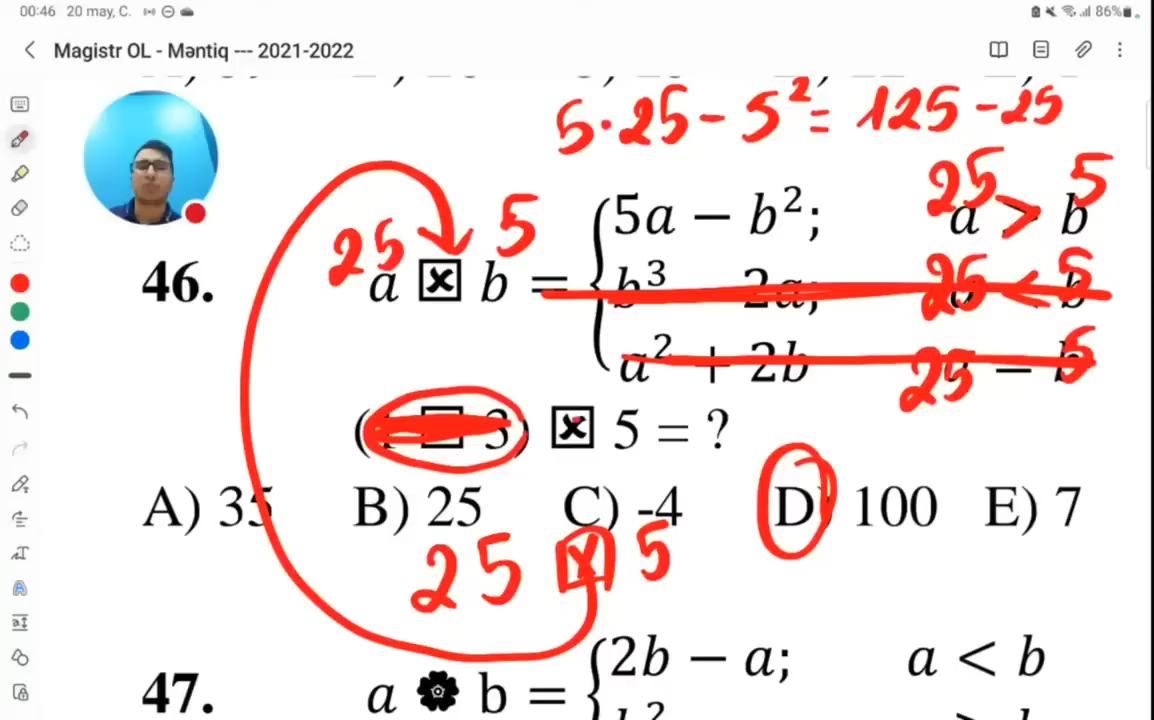 00:46 20 may, C. 86%
Magistr OL - Məntiq --- 2021-2022
5·25-5²= 125-25
5a − b²; a > b
25 > 5
46. a ☒ b =
25 5
b³ − 2a; < b
25 < 5
a² + 2b − b
25 5
( 3) ☒ 5 = ?
A) 35 B) 25 C) -4 D) 100 E) 7
25 ☒ 5
2b − a; a < b
47. a b =